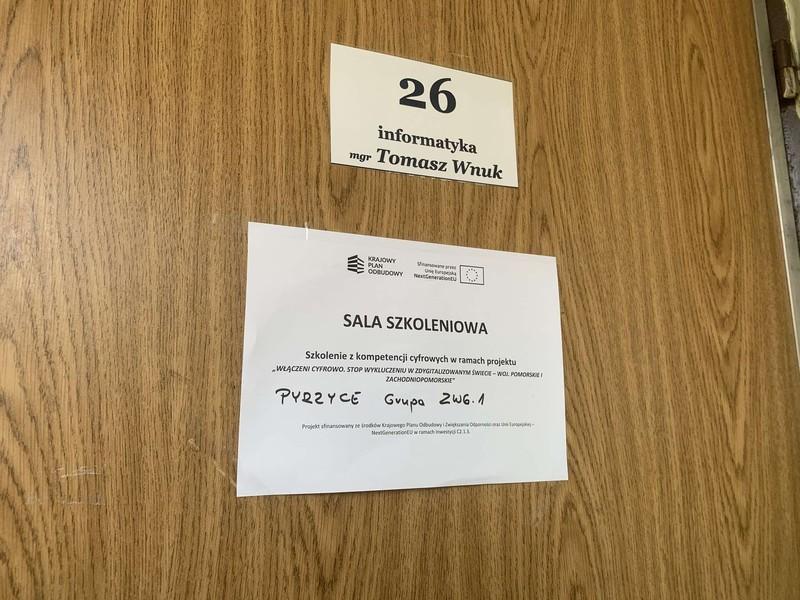 26
informatyka
mgr Tomasz Wnuk
KRAJOWY
PLAN
ODBUDOWY
Sfinansowane przez
Unię Europejską
NextGenerationEU
SALA SZKOLENIOWA
Szkolenie z kompetencji cyfrowych w ramach projektu
„WŁĄCZENI CYFROWO. STOP WYKLUCZENIU W ZDYGITALIZOWANYM ŚWIECIE – WOJ. POMORSKIE I
ZACHODNIOPOMORSKIE”
PYRZYCE Grupa ZWG.1
Projekt sfinansowany ze środków Krajowego Planu Odbudowy i Zwiększania Odporności oraz Unii Europejskiej –
NextGenerationEU w ramach Inwestycji C2.1.3.